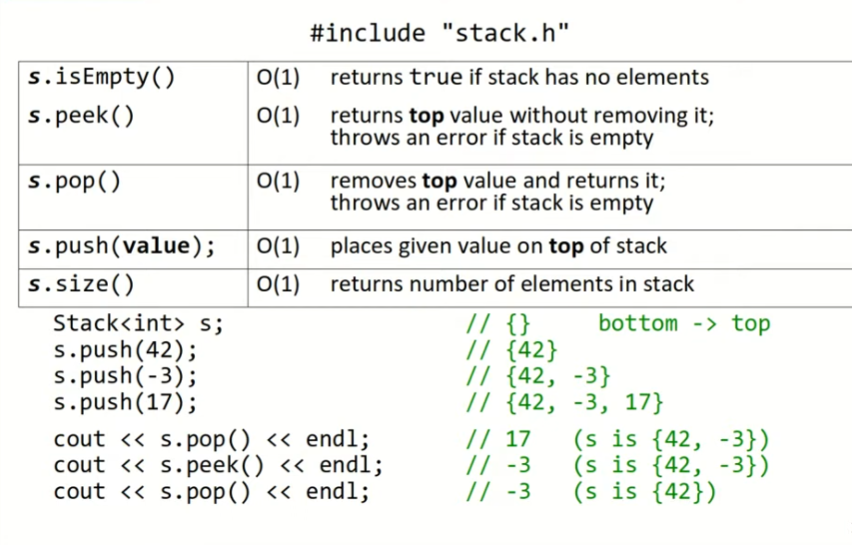 #include "stack.h"
s.isEmpty() O(1) returns true if stack has no elements
s.peek() O(1) returns top value without removing it;
throws an error if stack is empty
s.pop() O(1) removes top value and returns it;
throws an error if stack is empty
s.push(value); O(1) places given value on top of stack
s.size() O(1) returns number of elements in stack
Stack<int> s; // {} bottom -> top
s.push(42); // {42}
s.push(-3); // {42, -3}
s.push(17); // {42, -3, 17}
cout << s.pop() << endl; // 17 (s is {42, -3})
cout << s.peek() << endl; // -3 (s is {42, -3})
cout << s.pop() << endl; // -3 (s is {42})